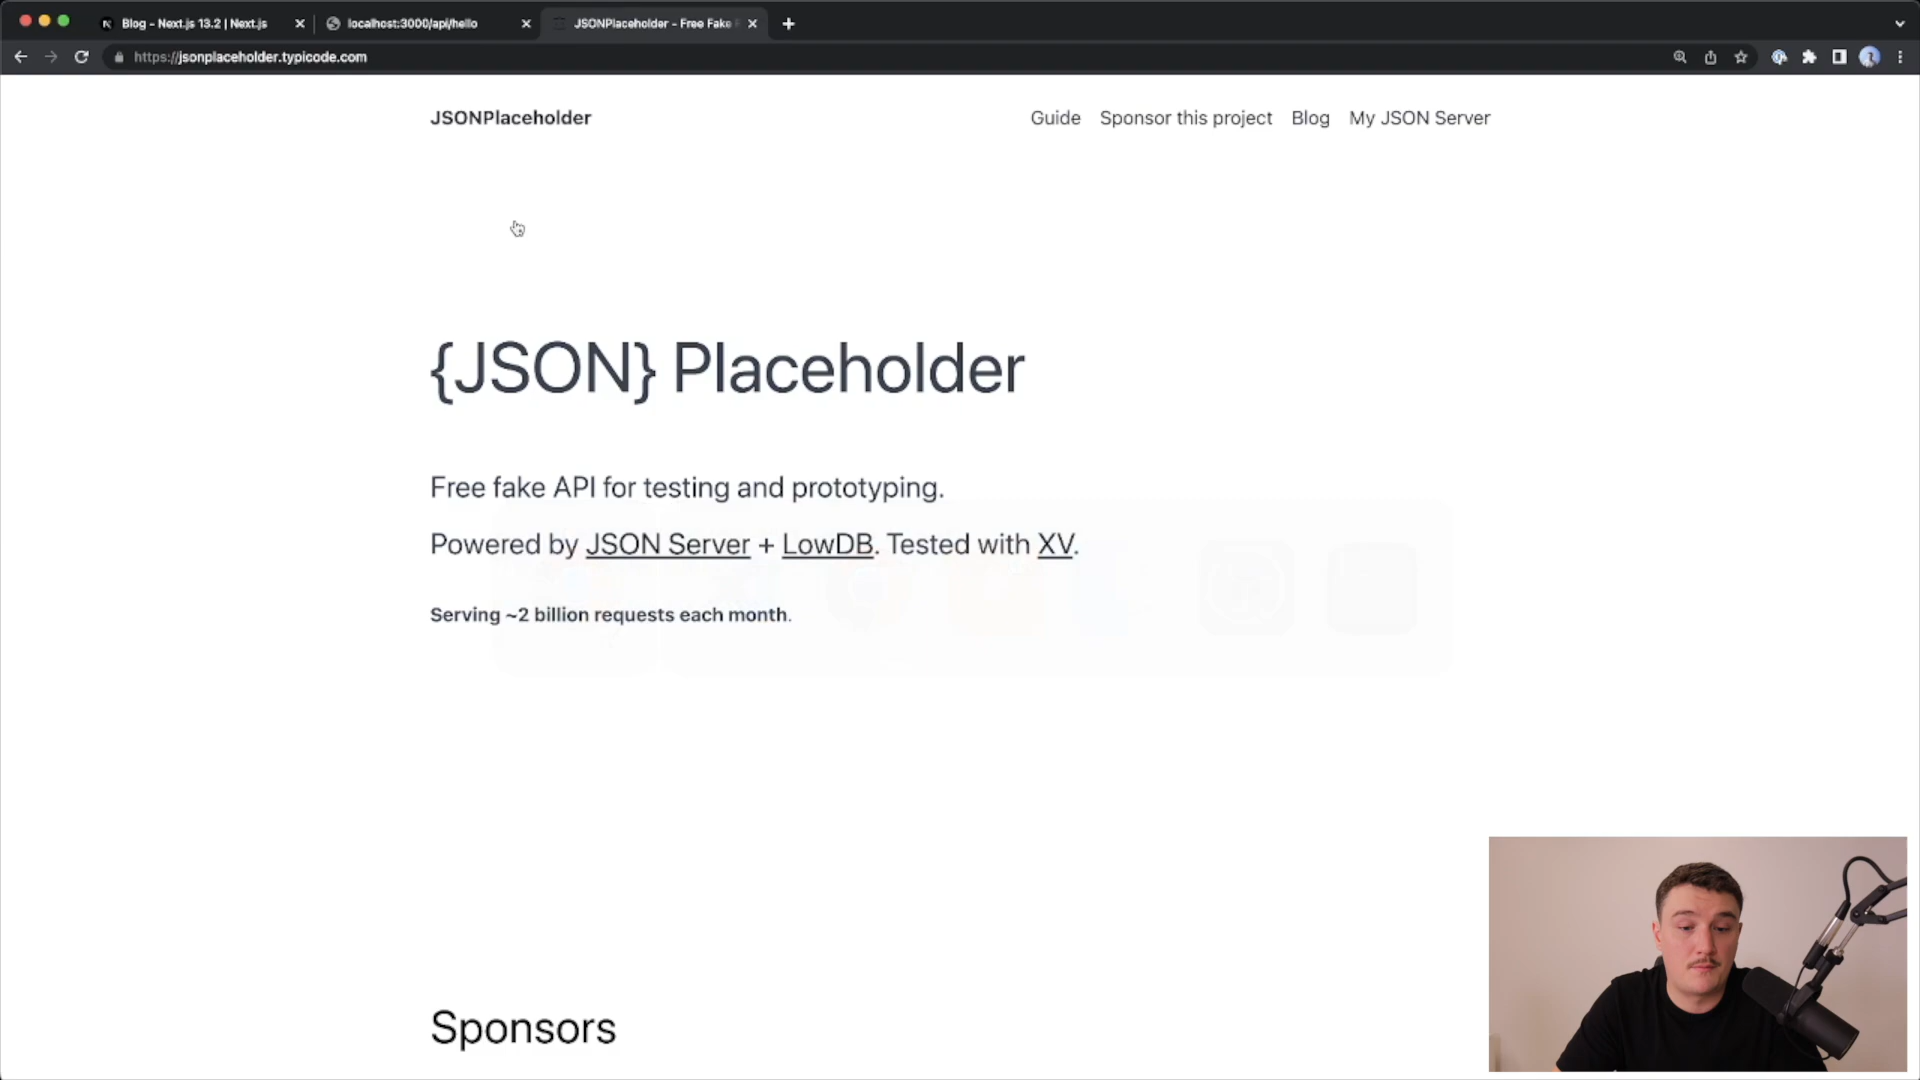 Blog - Next.js 13.2 | Next.js
localhost:3000/api/hello
JSONPlaceholder - Free Fake
https://jsonplaceholder.typicode.com
JSONPlaceholder
Guide
Sponsor this project
Blog
My JSON Server
{JSON} Placeholder
Free fake API for testing and prototyping.
Powered by JSON Server + LowDB. Tested with XV.
Serving ~2 billion requests each month.
Sponsors